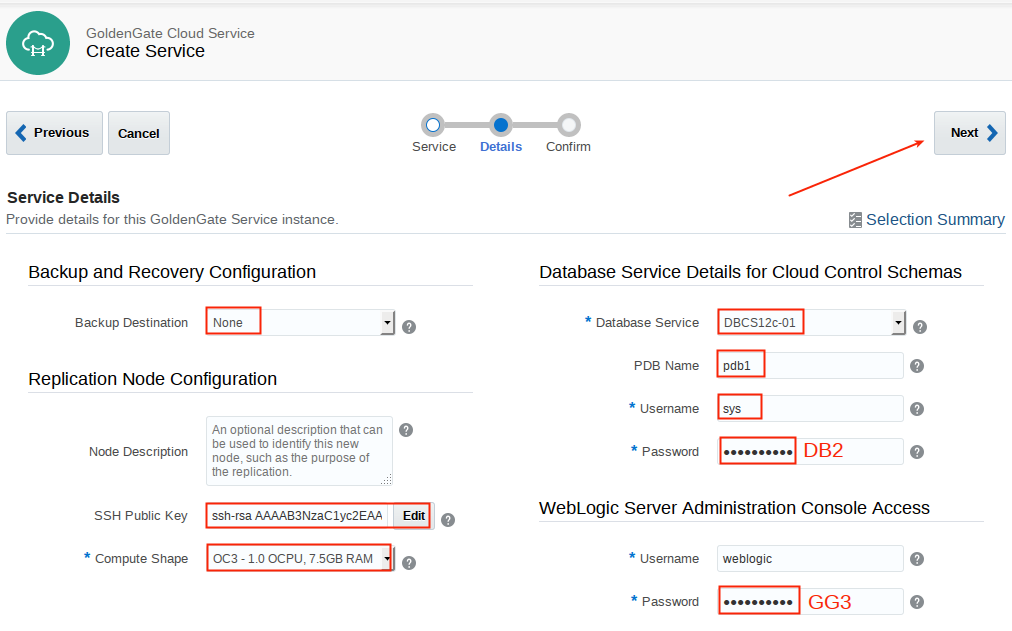 GoldenGate Cloud Service
Create Service
Previous
Cancel
Service
Details
Confirm
Next
Service Details
Provide details for this GoldenGate Service instance.
Selection Summary
Backup and Recovery Configuration
Backup Destination
None
?
Replication Node Configuration
Node Description
An optional description that can
be used to identify this new
node, such as the purpose of
the replication.
?
SSH Public Key
ssh-rsa AAAAB3NzaC1yc2EAA
Edit
?
* Compute Shape
OC3 - 1.0 OCPU, 7.5GB RAM
?
Database Service Details for Cloud Control Schemas
* Database Service
DBCS12c-01
?
PDB Name
pdb1
?
* Username
sys
?
* Password
●●●●●●●●●●
DB2
?
WebLogic Server Administration Console Access
* Username
weblogic
?
* Password
●●●●●●●●●●
GG3
?